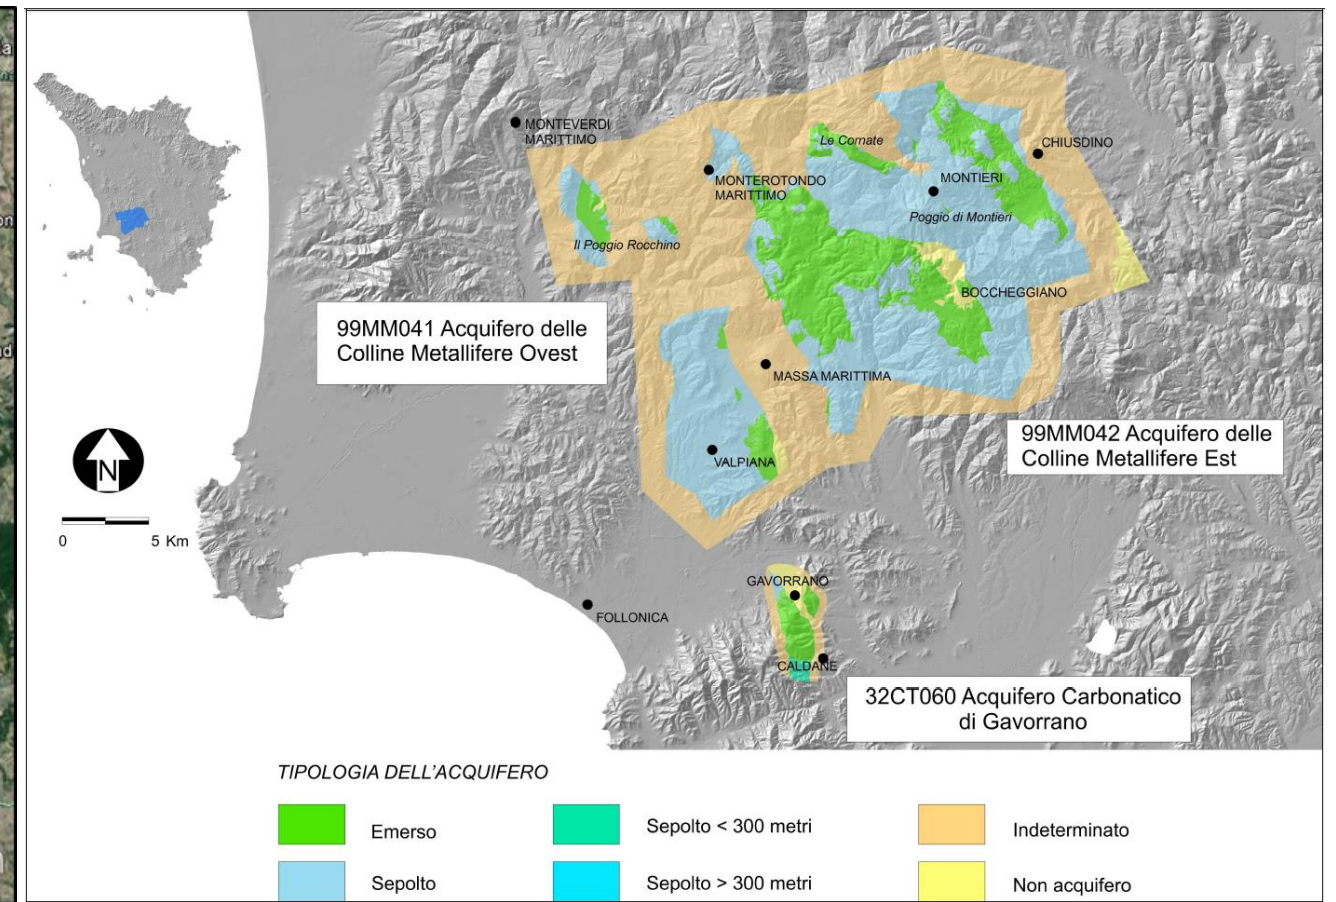 MONTEVERDI
MARITTIMO
Le Cornate
CHIUSDINO
MONTEROTONDO
MARITTIMO
MONTIERI
Poggio di Montieri
Il Poggio Rocchino
BOCCHEGGIANO
99MM041 Acquifero delle
Colline Metallifere Ovest
MASSA MARITTIMA
99MM042 Acquifero delle
Colline Metallifere Est
N
VALPIANA
0 5 Km
GAVORRANO
FOLLONICA
CALDANE
32CT060 Acquifero Carbonatico
di Gavorrano
TIPOLOGIA DELL'ACQUIFERO
Emerso
Sepolto < 300 metri
Indeterminato
Sepolto
Sepolto > 300 metri
Non acquifero